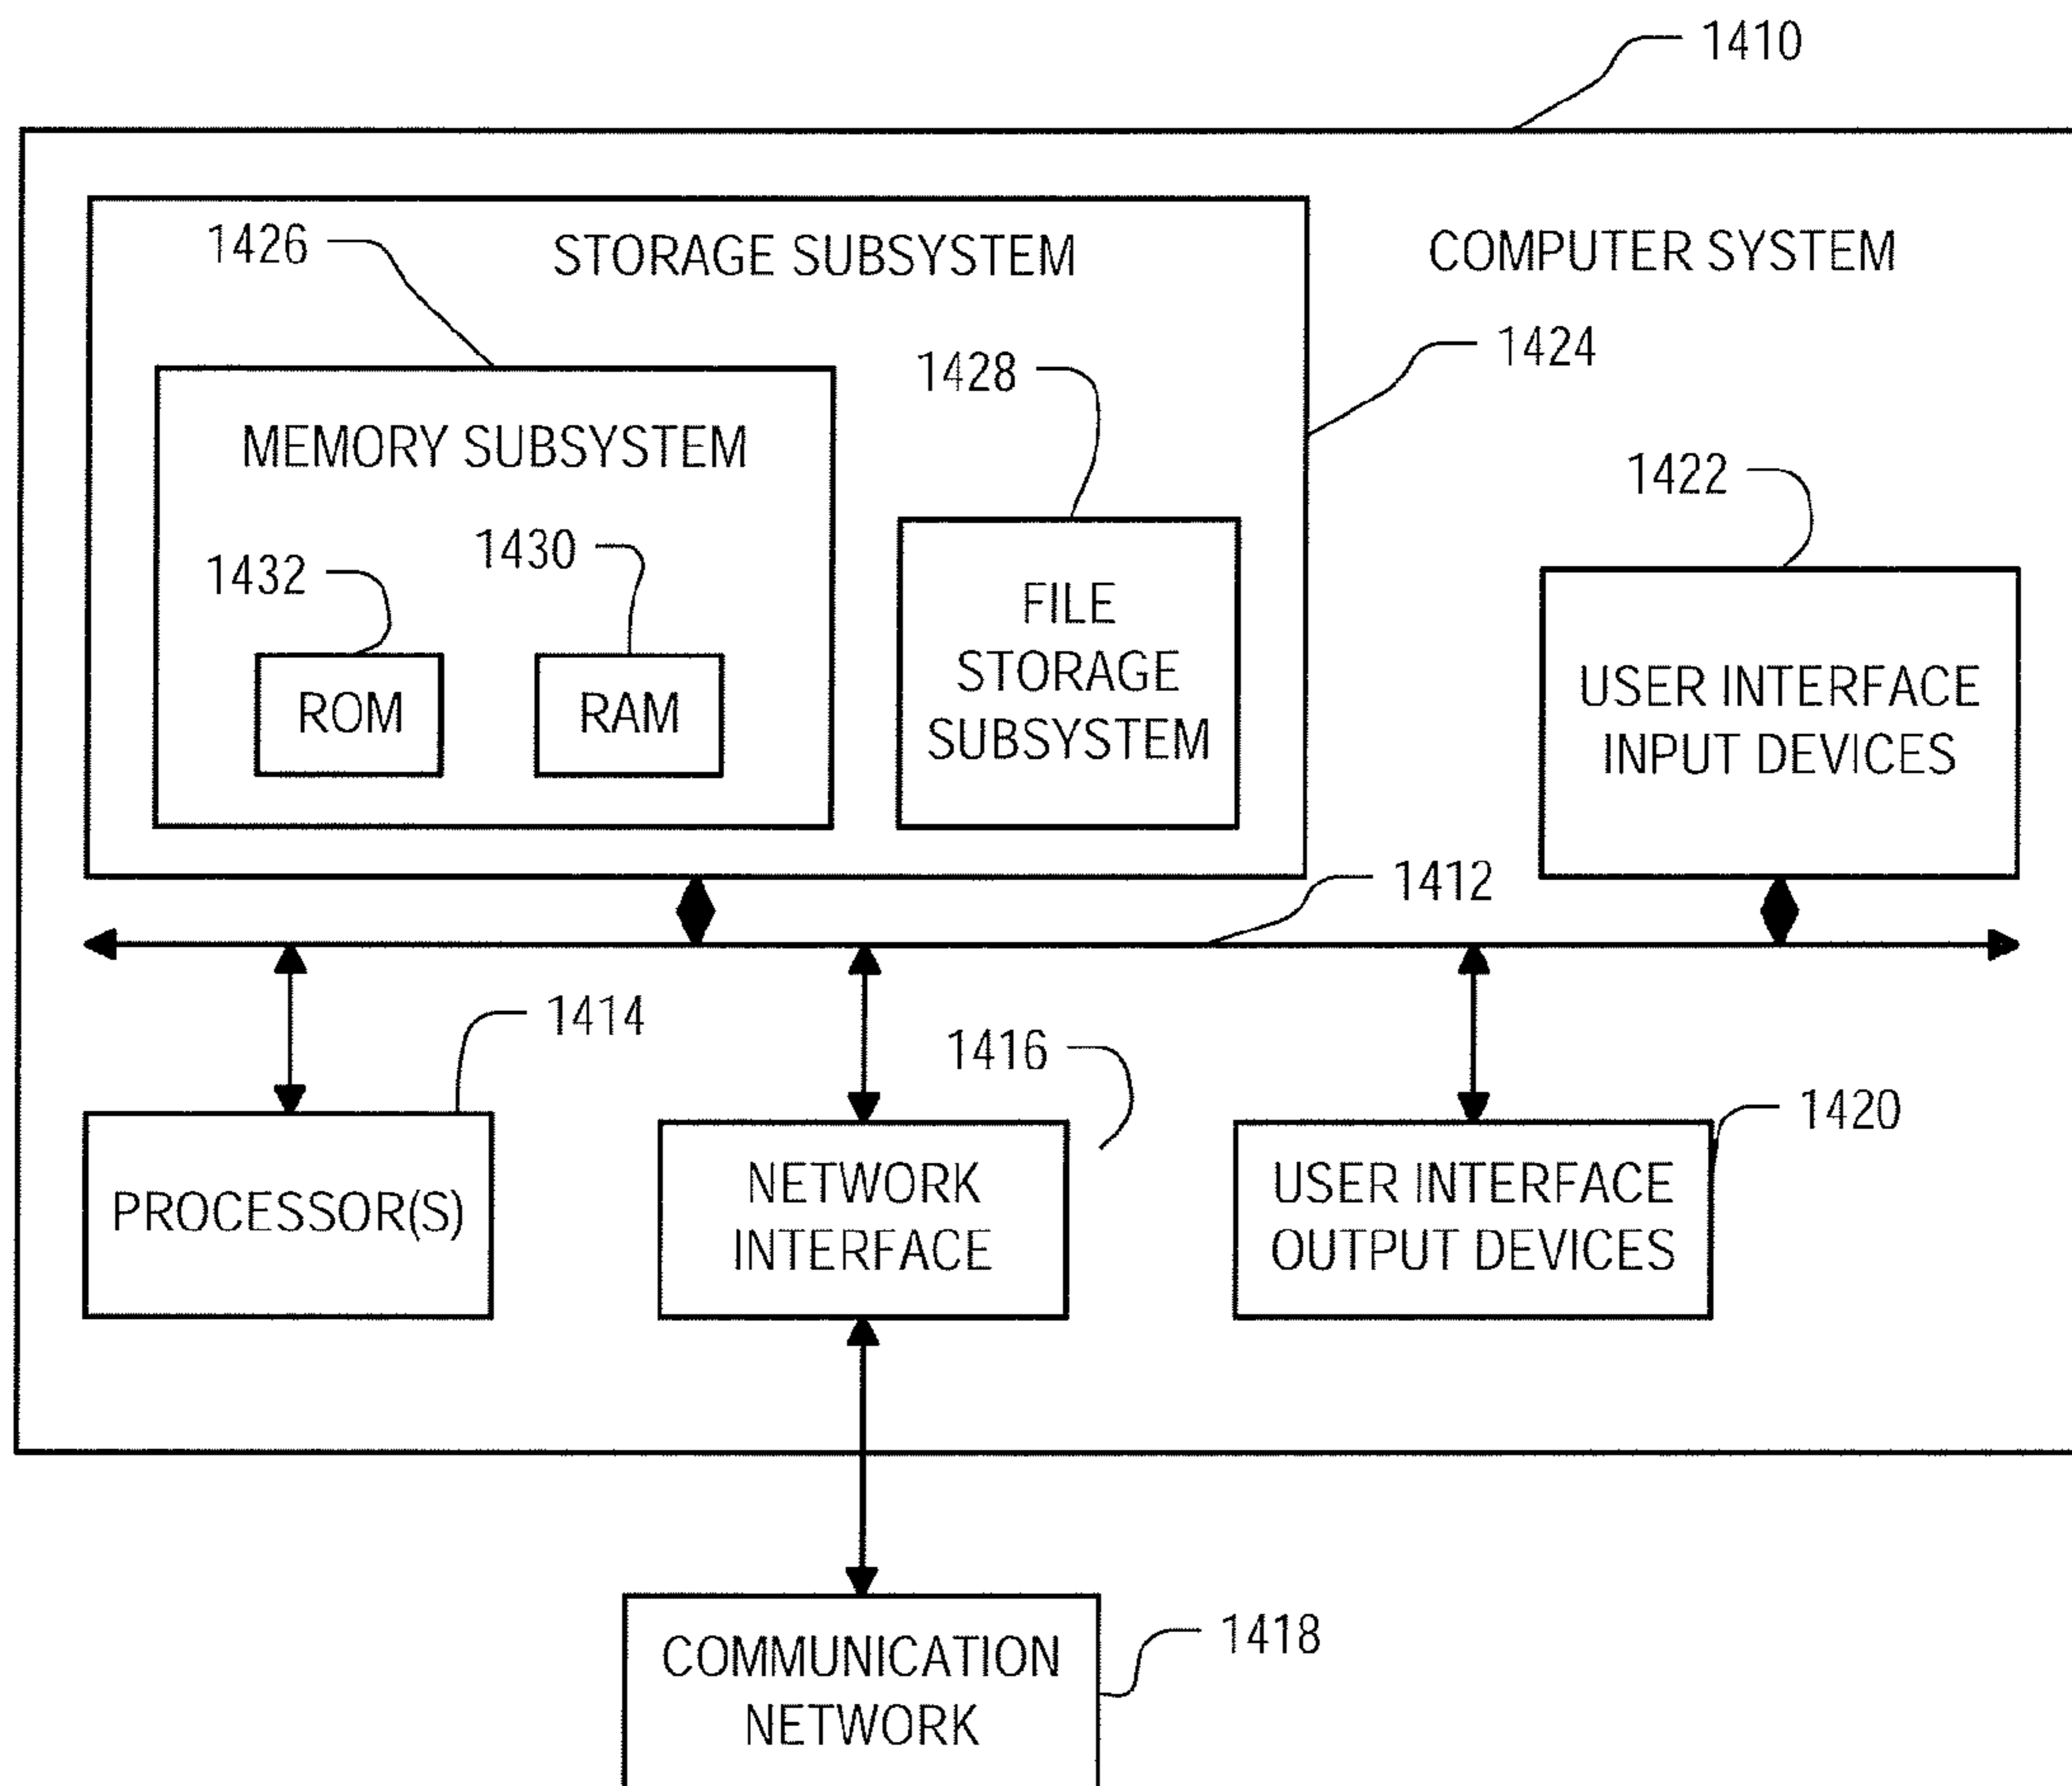 1410
1426
STORAGE SUBSYSTEM
COMPUTER SYSTEM
1428
1424
MEMORY SUBSYSTEM
1422
1432
1430
FILE
STORAGE
SUBSYSTEM
ROM
RAM
USER INTERFACE
INPUT DEVICES
1412
1414
1416
1420
PROCESSOR(S)
NETWORK
INTERFACE
USER INTERFACE
OUTPUT DEVICES
COMMUNICATION
NETWORK
1418